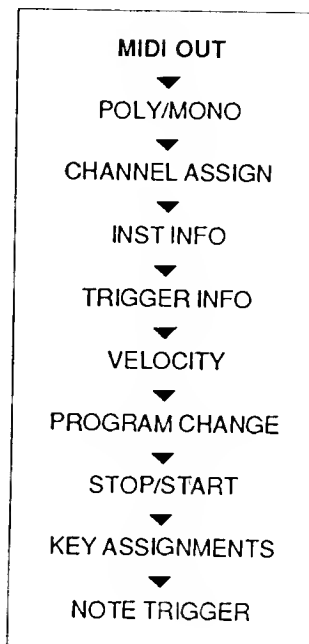 MIDI OUT
POLY/MONO
CHANNEL ASSIGN
INST INFO
TRIGGER INFO
VELOCITY
PROGRAM CHANGE
STOP/START
KEY ASSIGNMENTS
NOTE TRIGGER